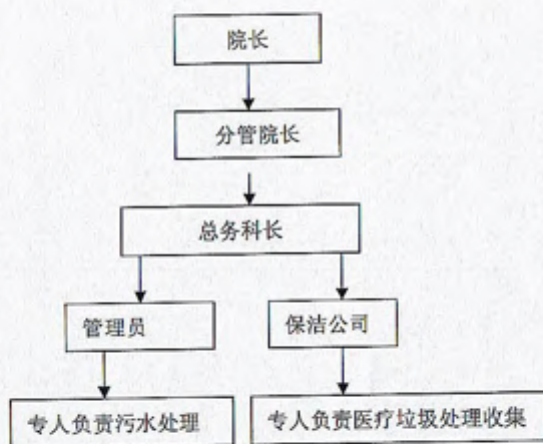 院长
分管院长
总务科长
管理员
保洁公司
专人负责污水处理
专人负责医疗垃圾处理收集